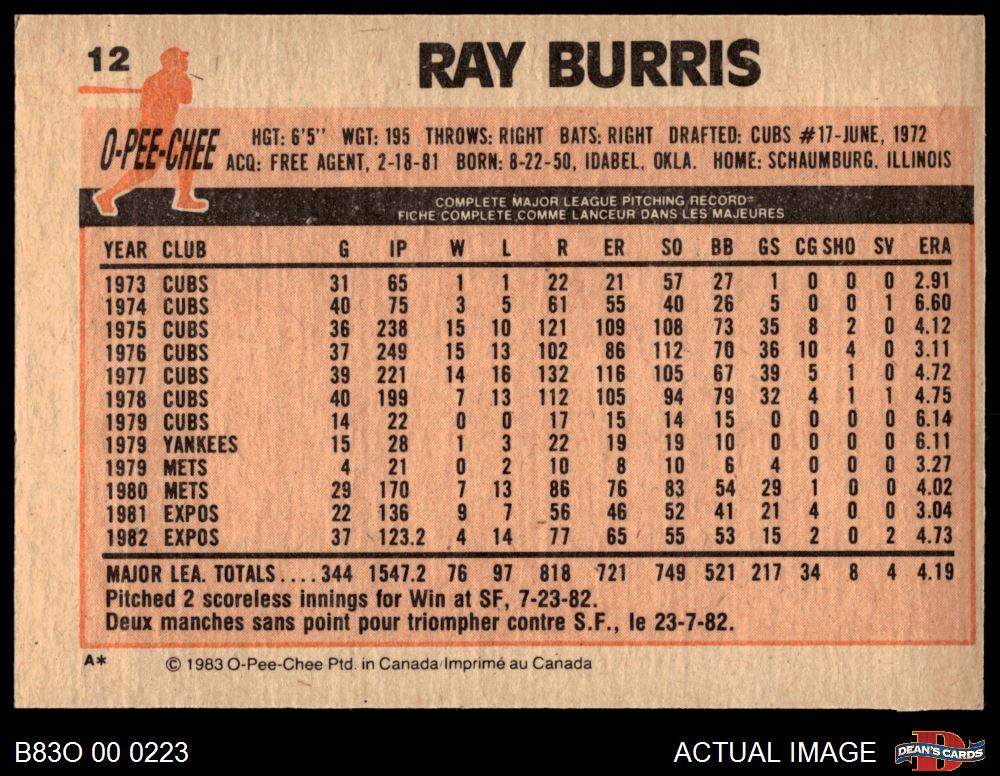 12
RAY BURRIS
O-PEE-CHEE
HGT: 6'5" WGT: 195 THROWS: RIGHT BATS: RIGHT DRAFTED: CUBS #17-JUNE, 1972
ACQ: FREE AGENT, 2-18-81 BORN: 8-22-50, IDABEL, OKLA. HOME: SCHAUMBURG, ILLINOIS
COMPLETE MAJOR LEAGUE PITCHING RECORD
FICHE COMPLETE COMME LANCEUR DANS LES MAJEURES
YEAR CLUB G IP W L R ER SO BB GS CG SHO SV ERA
1973 CUBS 31 65 1 1 22 21 57 27 1 0 0 0 2.91
1974 CUBS 40 75 3 5 61 55 40 26 5 0 0 1 6.60
1975 CUBS 36 238 15 10 121 109 108 73 35 8 2 0 4.12
1976 CUBS 37 249 15 13 102 86 112 70 36 10 4 0 3.11
1977 CUBS 39 221 14 16 132 116 105 67 39 5 1 0 4.72
1978 CUBS 40 199 7 13 112 105 94 79 32 4 1 1 4.75
1979 CUBS 14 22 0 0 17 15 14 15 0 0 0 0 6.14
1979 YANKEES 15 28 1 3 22 19 19 10 0 0 0 0 6.11
1979 METS 4 21 0 2 10 8 10 6 4 0 0 0 3.27
1980 METS 29 170 7 13 86 76 83 54 29 1 0 0 4.02
1981 EXPOS 22 136 9 7 56 46 52 41 21 4 0 0 3.04
1982 EXPOS 37 123.2 4 14 77 65 55 53 15 2 0 2 4.73
MAJOR LEA. TOTALS.... 344 1547.2 76 97 818 721 749 521 217 34 8 4 4.19
Pitched 2 scoreless innings for Win at SF, 7-23-82.
Deux manches sans point pour triompher contre S.F., le 23-7-82.
A* © 1983 O-Pee-Chee Ptd. in Canada/Imprimé au Canada
B83O 00 0223
ACTUAL IMAGE
D
DEAN'S CARDS